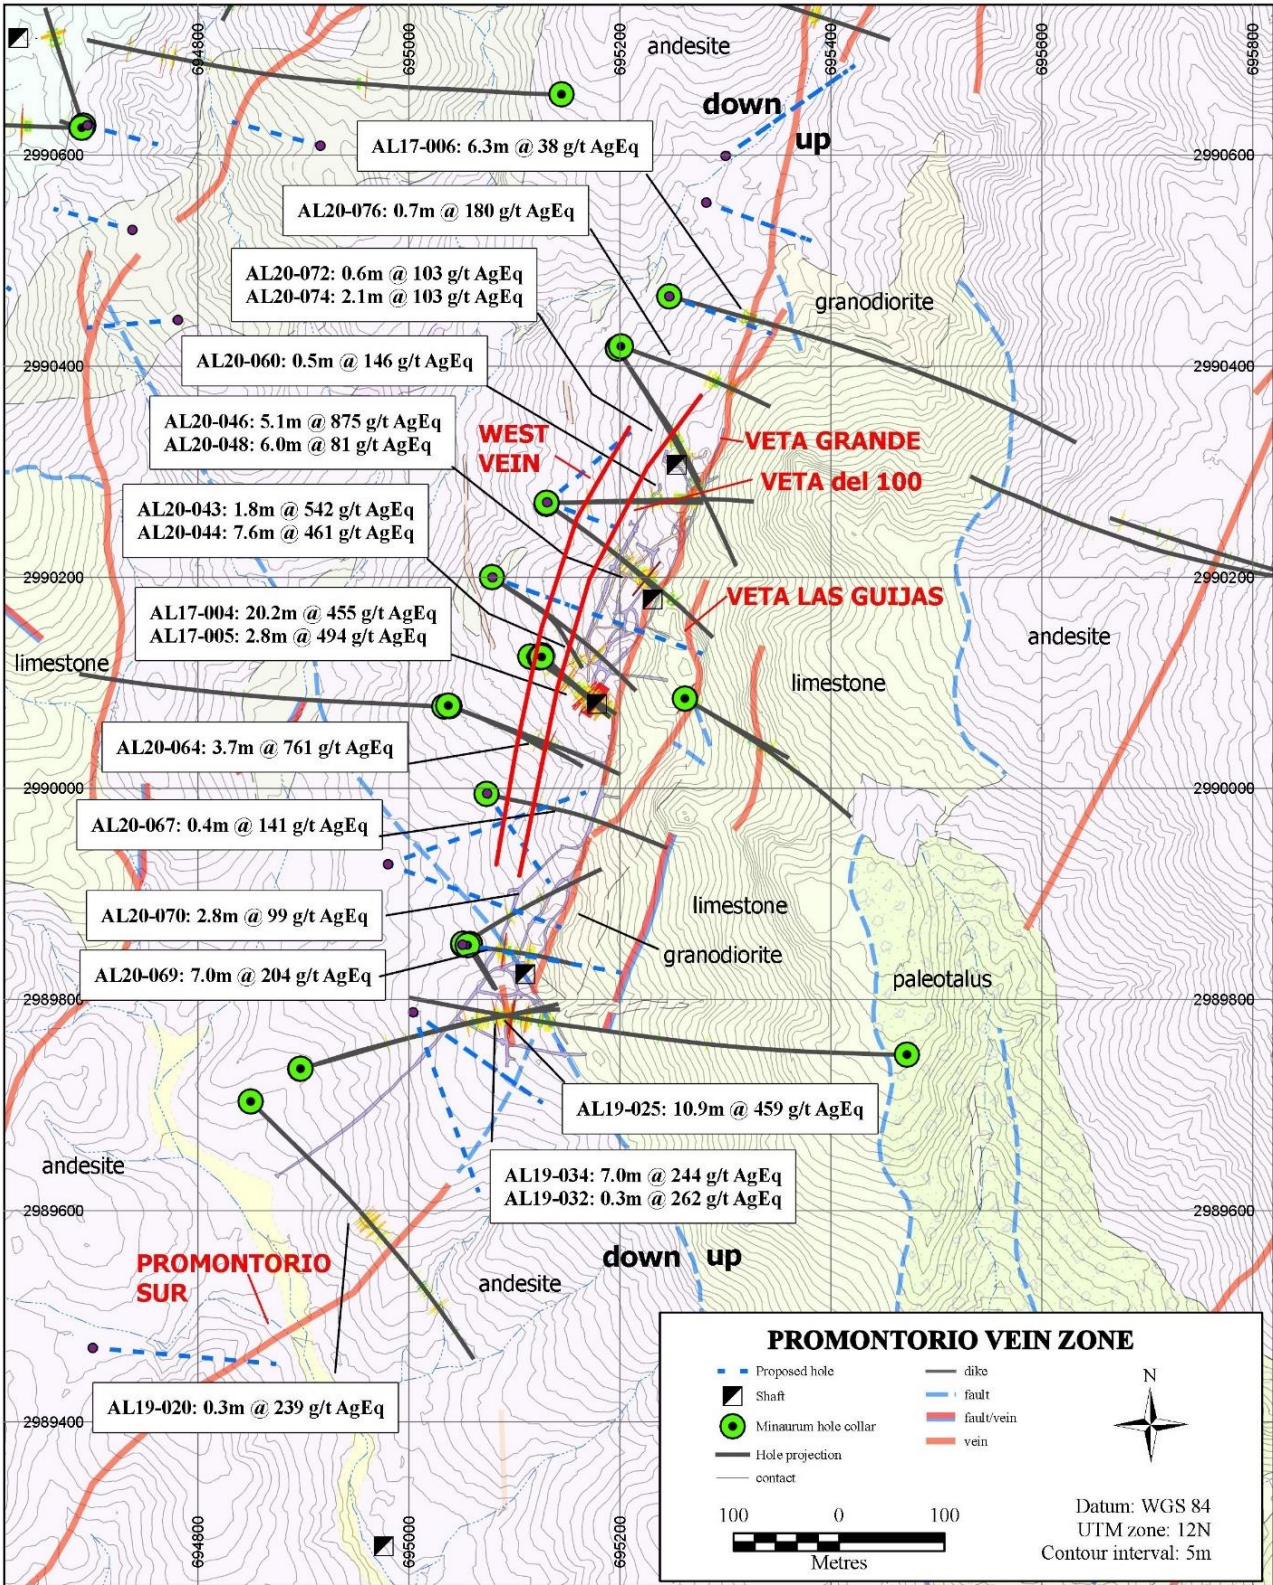 694800
695000
695200
695400
695600
695800
andesite
down
up
AL17-006: 6.3m @ 38 g/t AgEq
2990600
2990600
AL20-076: 0.7m @ 180 g/t AgEq
AL20-072: 0.6m @ 103 g/t AgEq
AL20-074: 2.1m @ 103 g/t AgEq
granodiorite
AL20-060: 0.5m @ 146 g/t AgEq
2990400
2990400
AL20-046: 5.1m @ 875 g/t AgEq
AL20-048: 6.0m @ 81 g/t AgEq
WEST
VEIN
VETA GRANDE
VETA del 100
AL20-043: 1.8m @ 542 g/t AgEq
AL20-044: 7.6m @ 461 g/t AgEq
2990200
2990200
VETA LAS GUIJAS
AL17-004: 20.2m @ 455 g/t AgEq
AL17-005: 2.8m @ 494 g/t AgEq
andesite
limestone
limestone
AL20-064: 3.7m @ 761 g/t AgEq
2990000
2990000
AL20-067: 0.4m @ 141 g/t AgEq
AL20-070: 2.8m @ 99 g/t AgEq
limestone
granodiorite
AL20-069: 7.0m @ 204 g/t AgEq
paleotalus
2989800
2989800
AL19-025: 10.9m @ 459 g/t AgEq
andesite
AL19-034: 7.0m @ 244 g/t AgEq
AL19-032: 0.3m @ 262 g/t AgEq
2989600
2989600
down up
PROMONTORIO
SUR
andesite
AL19-020: 0.3m @ 239 g/t AgEq
2989400
PROMONTORIO VEIN ZONE
Proposed hole
Shaft
Minaurum hole collar
Hole projection
contact
dike
fault
fault/vein
vein
N
100 0 100
Metres
Datum: WGS 84
UTM zone: 12N
Contour interval: 5m
694800
695000
695200